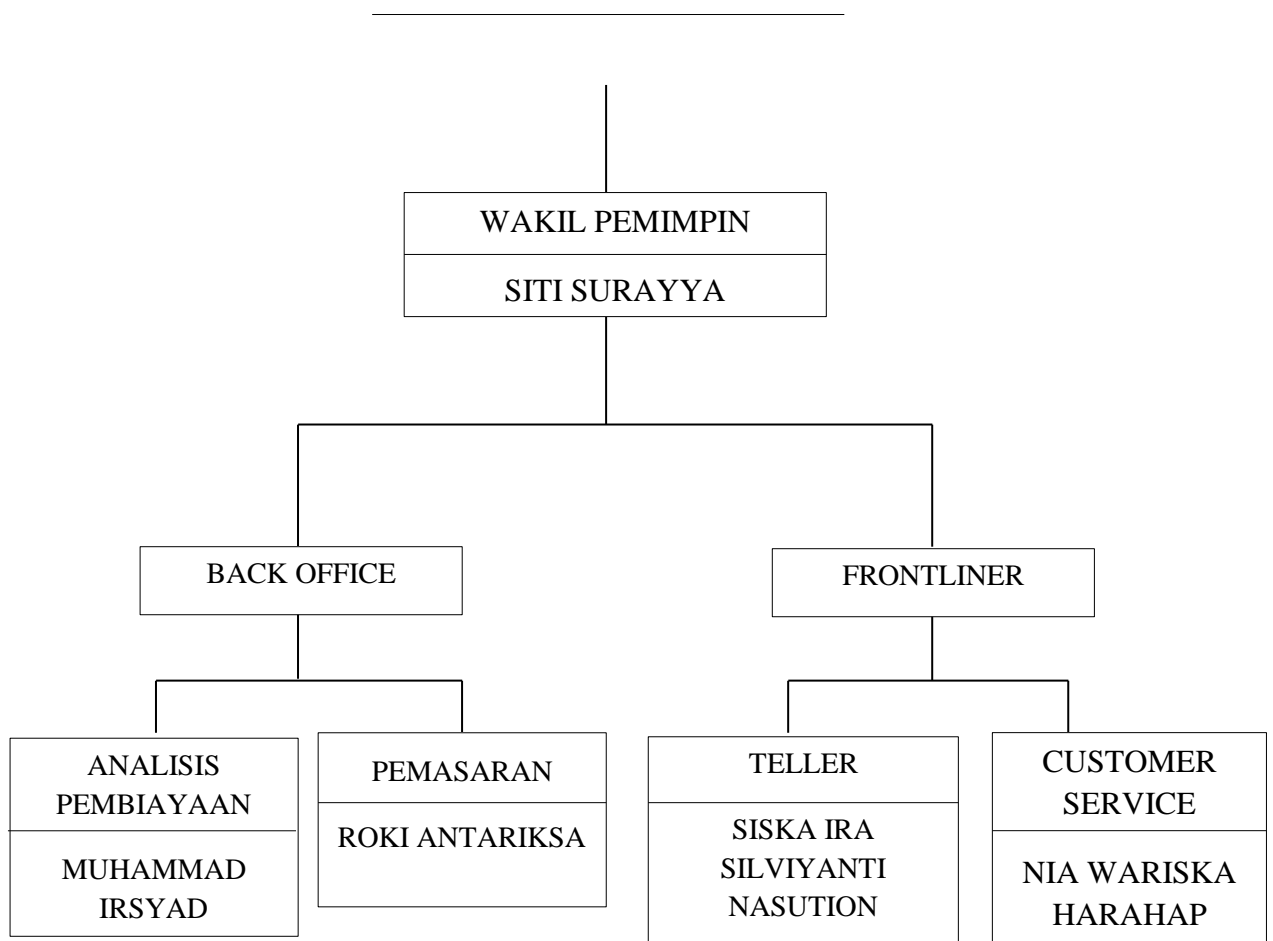 WAKIL PEMIMPIN
SITI SURAYYA
BACK OFFICE
FRONTLINER
ANALISIS
PEMBIAYAAN
MUHAMMAD
IRSYAD
PEMASARAN
ROKI ANTARIKSA
TELLER
SISKA IRA
SILVIYANTI
NASUTION
CUSTOMER
SERVICE
NIA WARISKA
HARAHAP